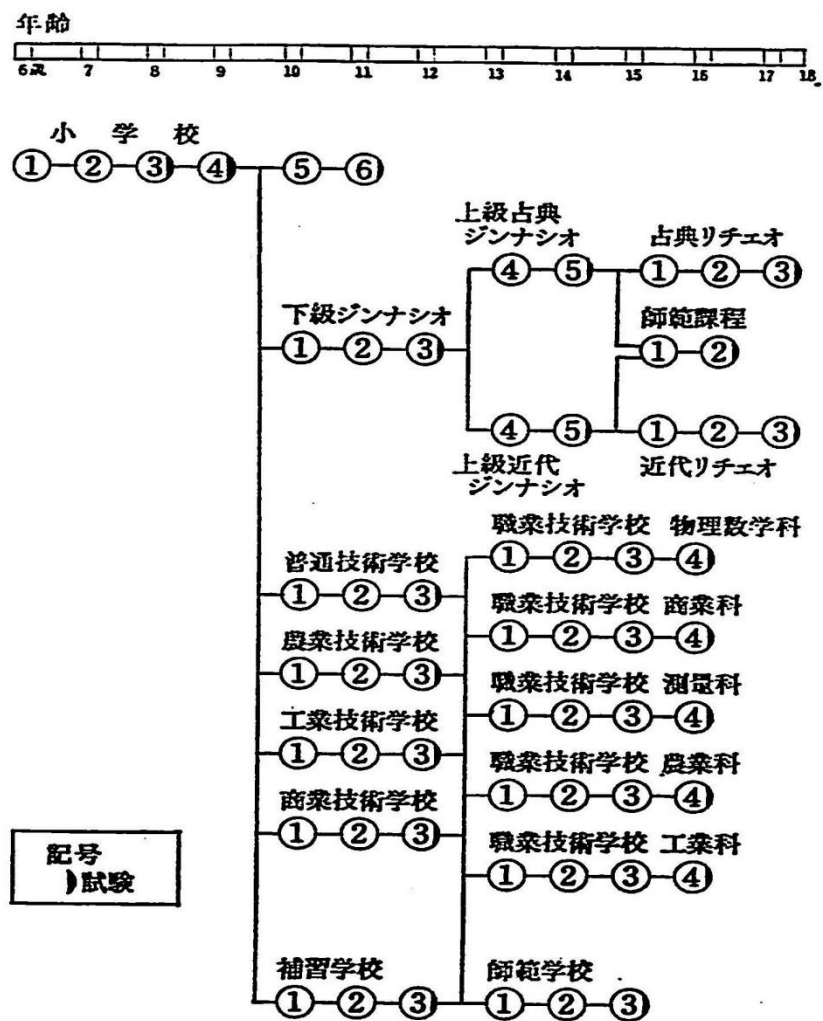 年齢
6歳 7 8 9 10 11 12 13 14 15 16 17 18
小学校
① ② ③ ④ ⑤ ⑥
上級古典
ジンナシオ
古典リチェオ
④ ⑤ ① ② ③
下級ジンナシオ
師範課程
① ② ③ ① ②
④ ⑤ ① ② ③
上級近代
ジンナシオ
近代リチェオ
職業技術学校 物理数学科
① ② ③ ④
普通技術学校
① ② ③
職業技術学校 商業科
① ② ③ ④
農業技術学校
① ② ③
職業技術学校 測量科
① ② ③ ④
工業技術学校
① ② ③
職業技術学校 農業科
① ② ③ ④
商業技術学校
① ② ③
職業技術学校 工業科
① ② ③ ④
記号
)試験
補習学校
① ② ③
師範学校
① ② ③